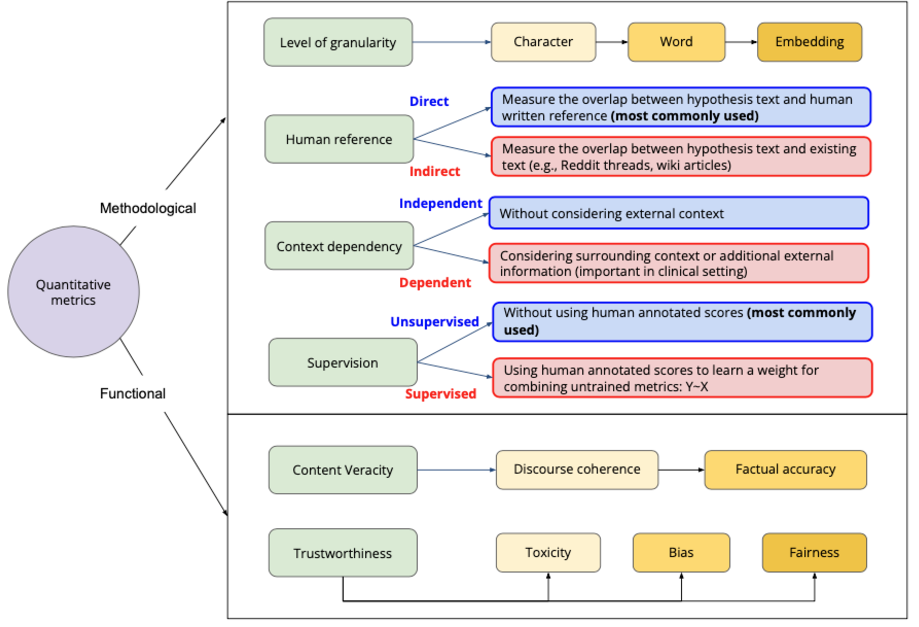 Level of granularity
Character
Word
Embedding
Direct
Measure the overlap between hypothesis text and human
written reference (most commonly used)
Human reference
Measure the overlap between hypothesis text and existing
text (e.g., Reddit threads, wiki articles)
Indirect
Independent
Without considering external context
Methodological
Context dependency
Considering surrounding context or additional external
information (important in clinical setting)
Dependent
Quantitative
metrics
Unsupervised
Without using human annotated scores (most commonly
used)
Supervision
Using human annotated scores to learn a weight for
combining untrained metrics: Y~X
Supervised
Functional
Content Veracity
Discourse coherence
Factual accuracy
Trustworthiness
Toxicity
Bias
Fairness